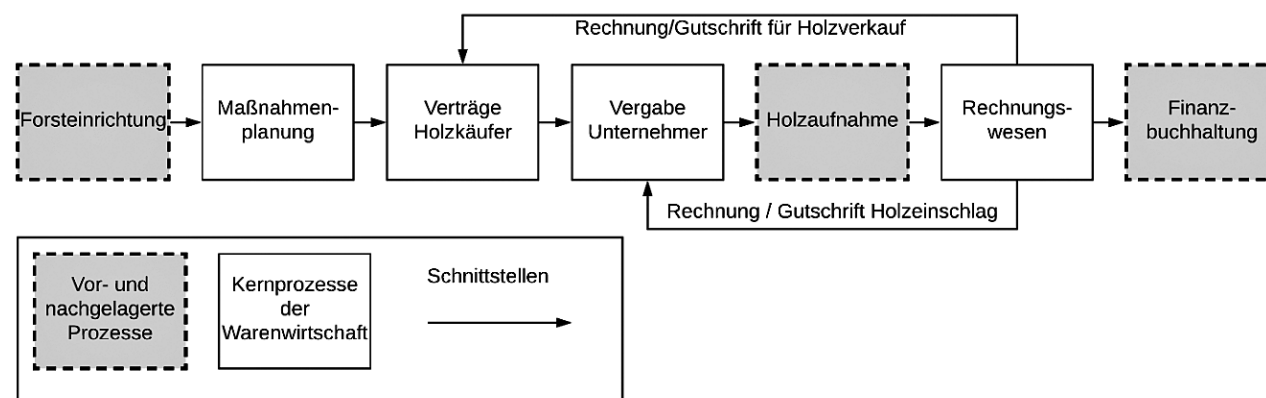 Rechnung/Gutschrift für Holzverkauf
Forsteinrichtung
Maßnahmen-
planung
Verträge
Holzkäufer
Vergabe
Unternehmer
Holzaufnahme
Rechnungs-
wesen
Finanz-
buchhaltung
Rechnung / Gutschrift Holzeinschlag
Vor- und
nachgelagerte
Prozesse
Kernprozesse
der
Warenwirtschaft
Schnittstellen